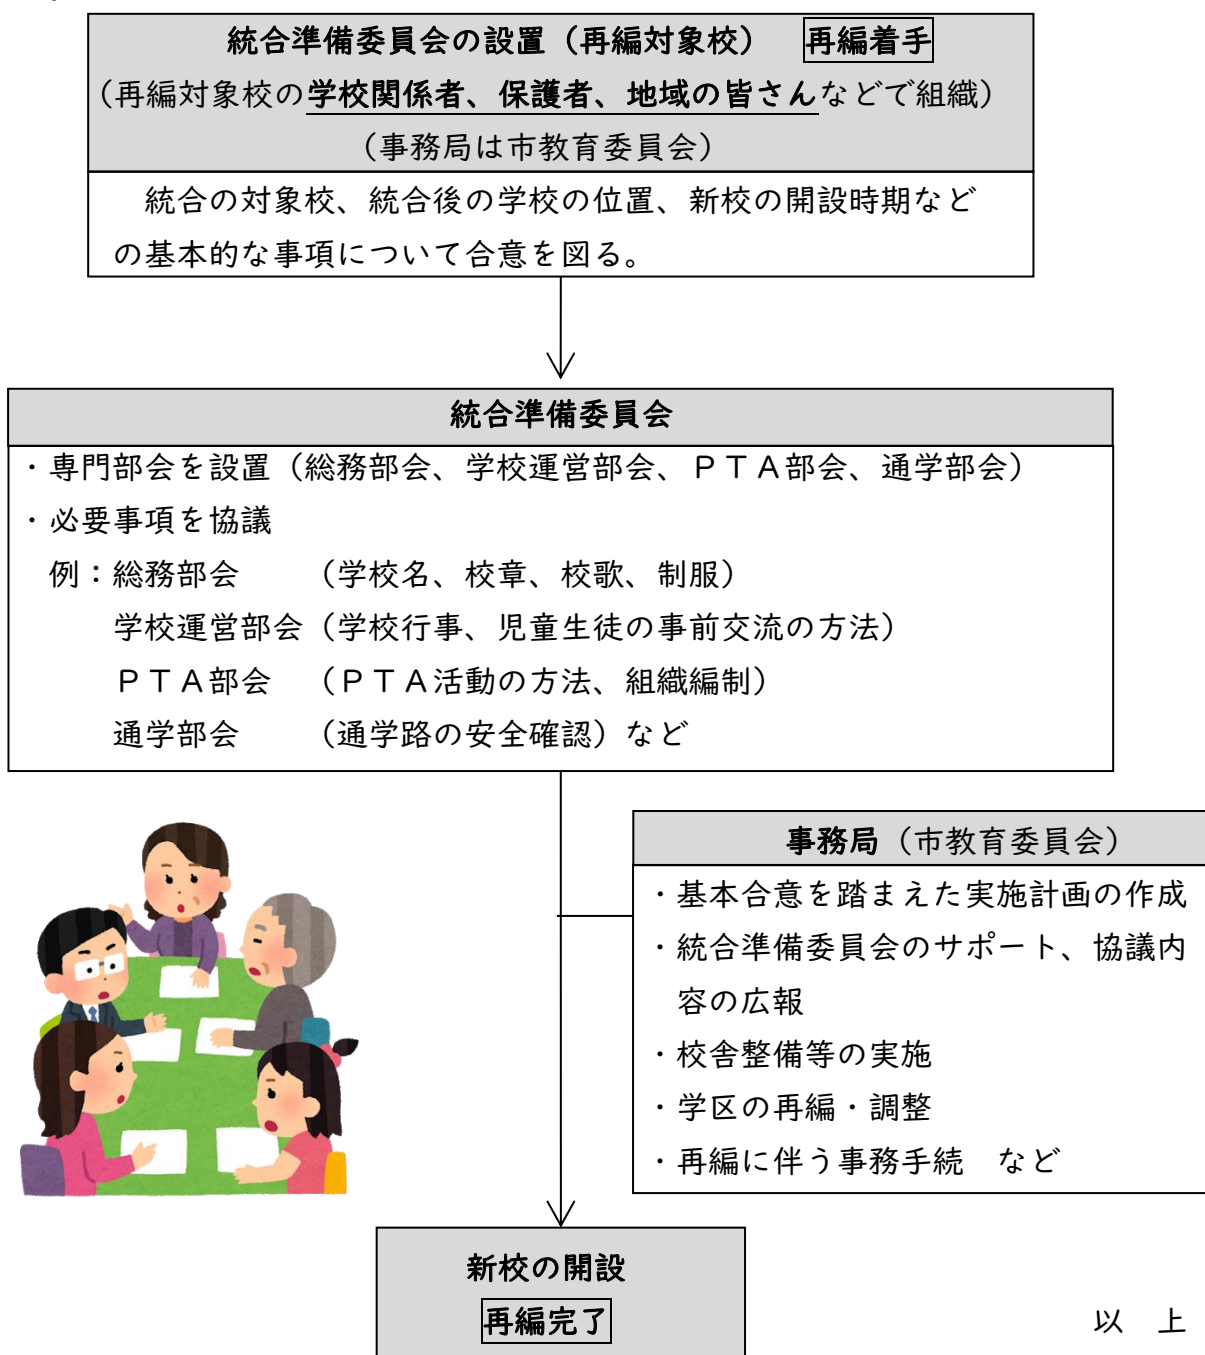 統合準備委員会の設置（再編対象校）　再編着手
（再編対象校の学校関係者、保護者、地域の皆さんなどで組織）
（事務局は市教育委員会）
統合の対象校、統合後の学校の位置、新校の開設時期など
の基本的な事項について合意を図る。
統合準備委員会
・専門部会を設置（総務部会、学校運営部会、ＰＴＡ部会、通学部会）
・必要事項を協議
例：総務部会　　（学校名、校章、校歌、制服）
学校運営部会（学校行事、児童生徒の事前交流の方法）
ＰＴＡ部会　（ＰＴＡ活動の方法、組織編制）
通学部会　　（通学路の安全確認）など
事務局（市教育委員会）
・基本合意を踏まえた実施計画の作成
・統合準備委員会のサポート、協議内
容の広報
・校舎整備等の実施
・学区の再編・調整
・再編に伴う事務手続　など
新校の開設
再編完了
以　上